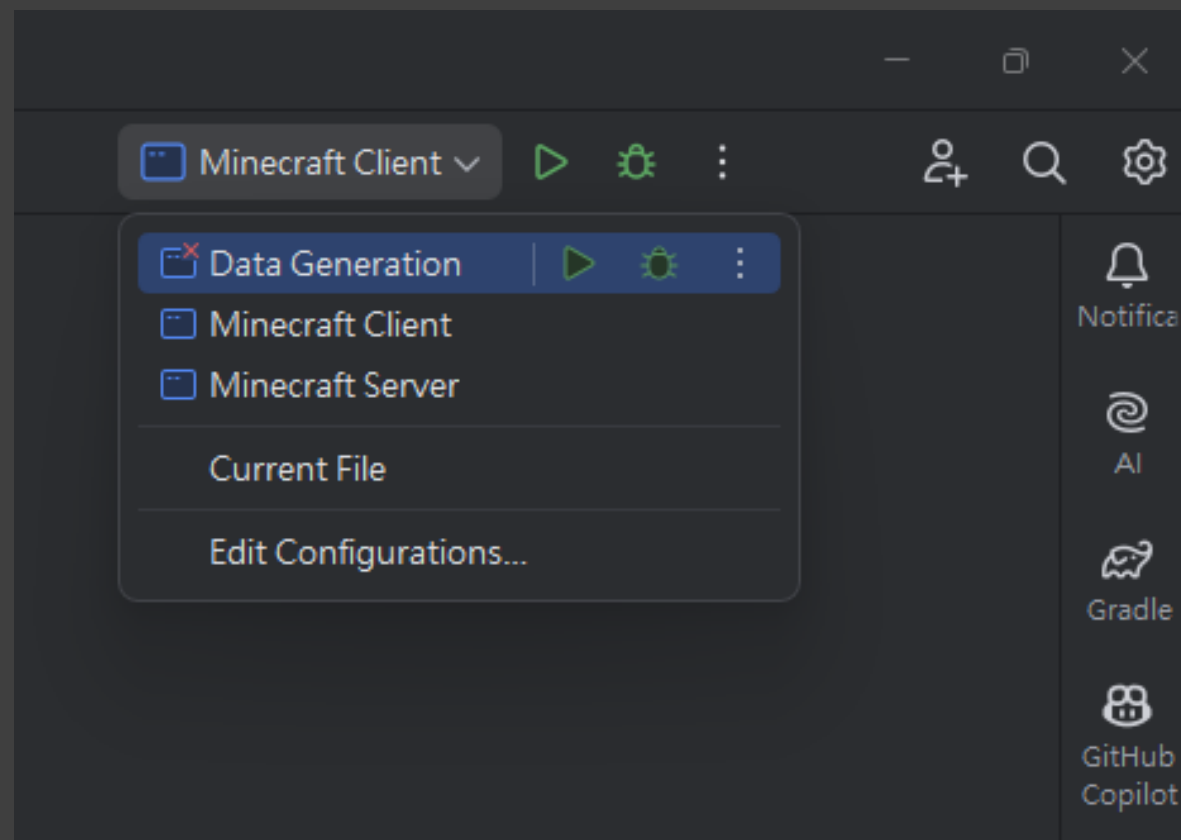 Minecraft Client
Data Generation
Minecraft Client
Minecraft Server
Current File
Edit Configurations...
Notifica
AI
Gradle
GitHub
Copilot